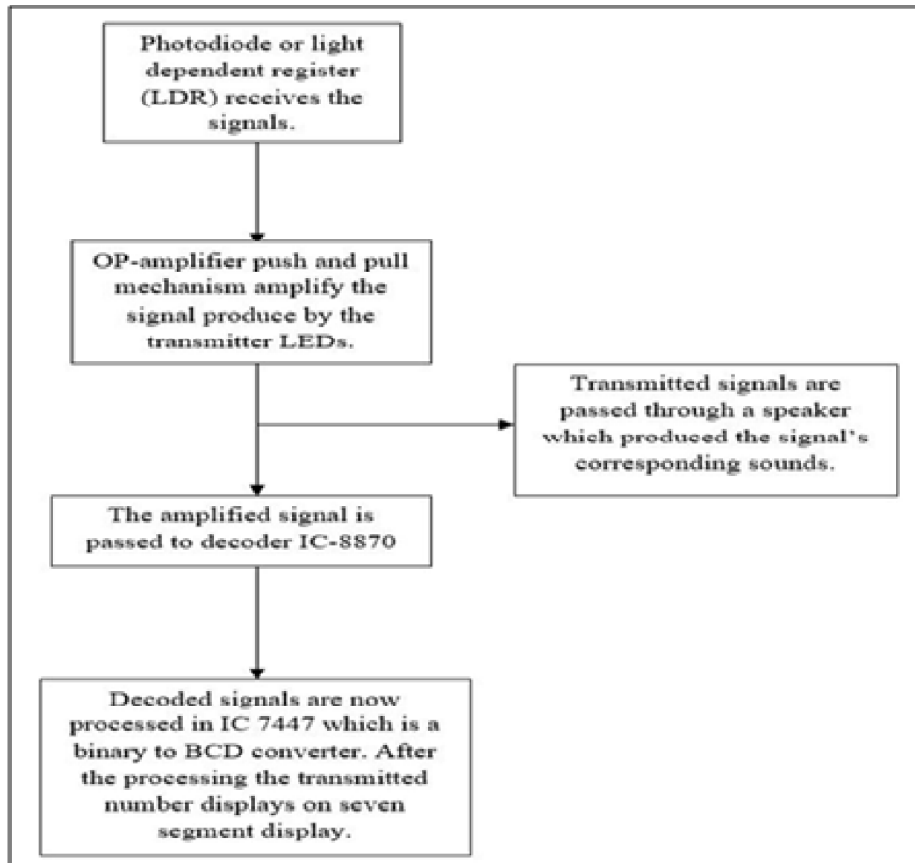 Photodiode or light
dependent register
(LDR) receives the
signals.
OP-amplifier push and pull
mechanism amplify the
signal produce by the
transmitter LEDs.
Transmitted signals are
passed through a speaker
which produced the signal's
corresponding sounds.
The amplified signal is
passed to decoder IC-8870
Decoded signals are now
processed in IC 7447 which is a
binary to BCD converter. After
the processing the transmitted
number displays on seven
segment display.